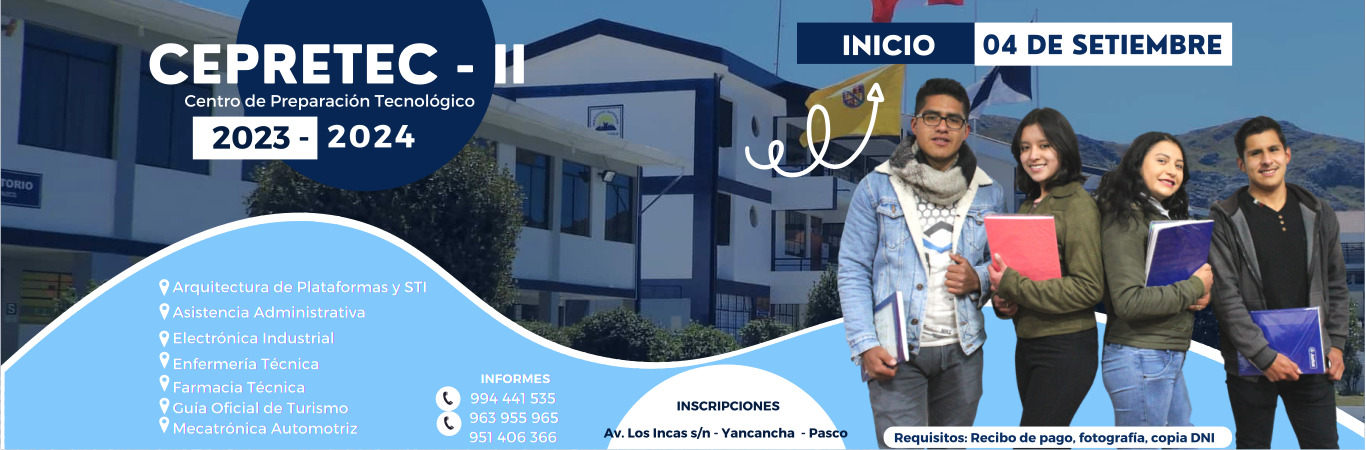 CEPRETEC - II
Centro de Preparación Tecnológico
2023 - 2024
INICIO 04 DE SETIEMBRE
TORIO
Arquitectura de Plataformas y STI
Asistencia Administrativa
Electrónica Industrial
Enfermería Técnica
Farmacia Técnica
Guía Oficial de Turismo
Mecatrónica Automotriz
INFORMES
994 441 535
963 955 965
951 406 366
INSCRIPCIONES
Av. Los Incas s/n - Yancancha - Pasco
Requisitos: Recibo de pago, fotografía, copia DNI